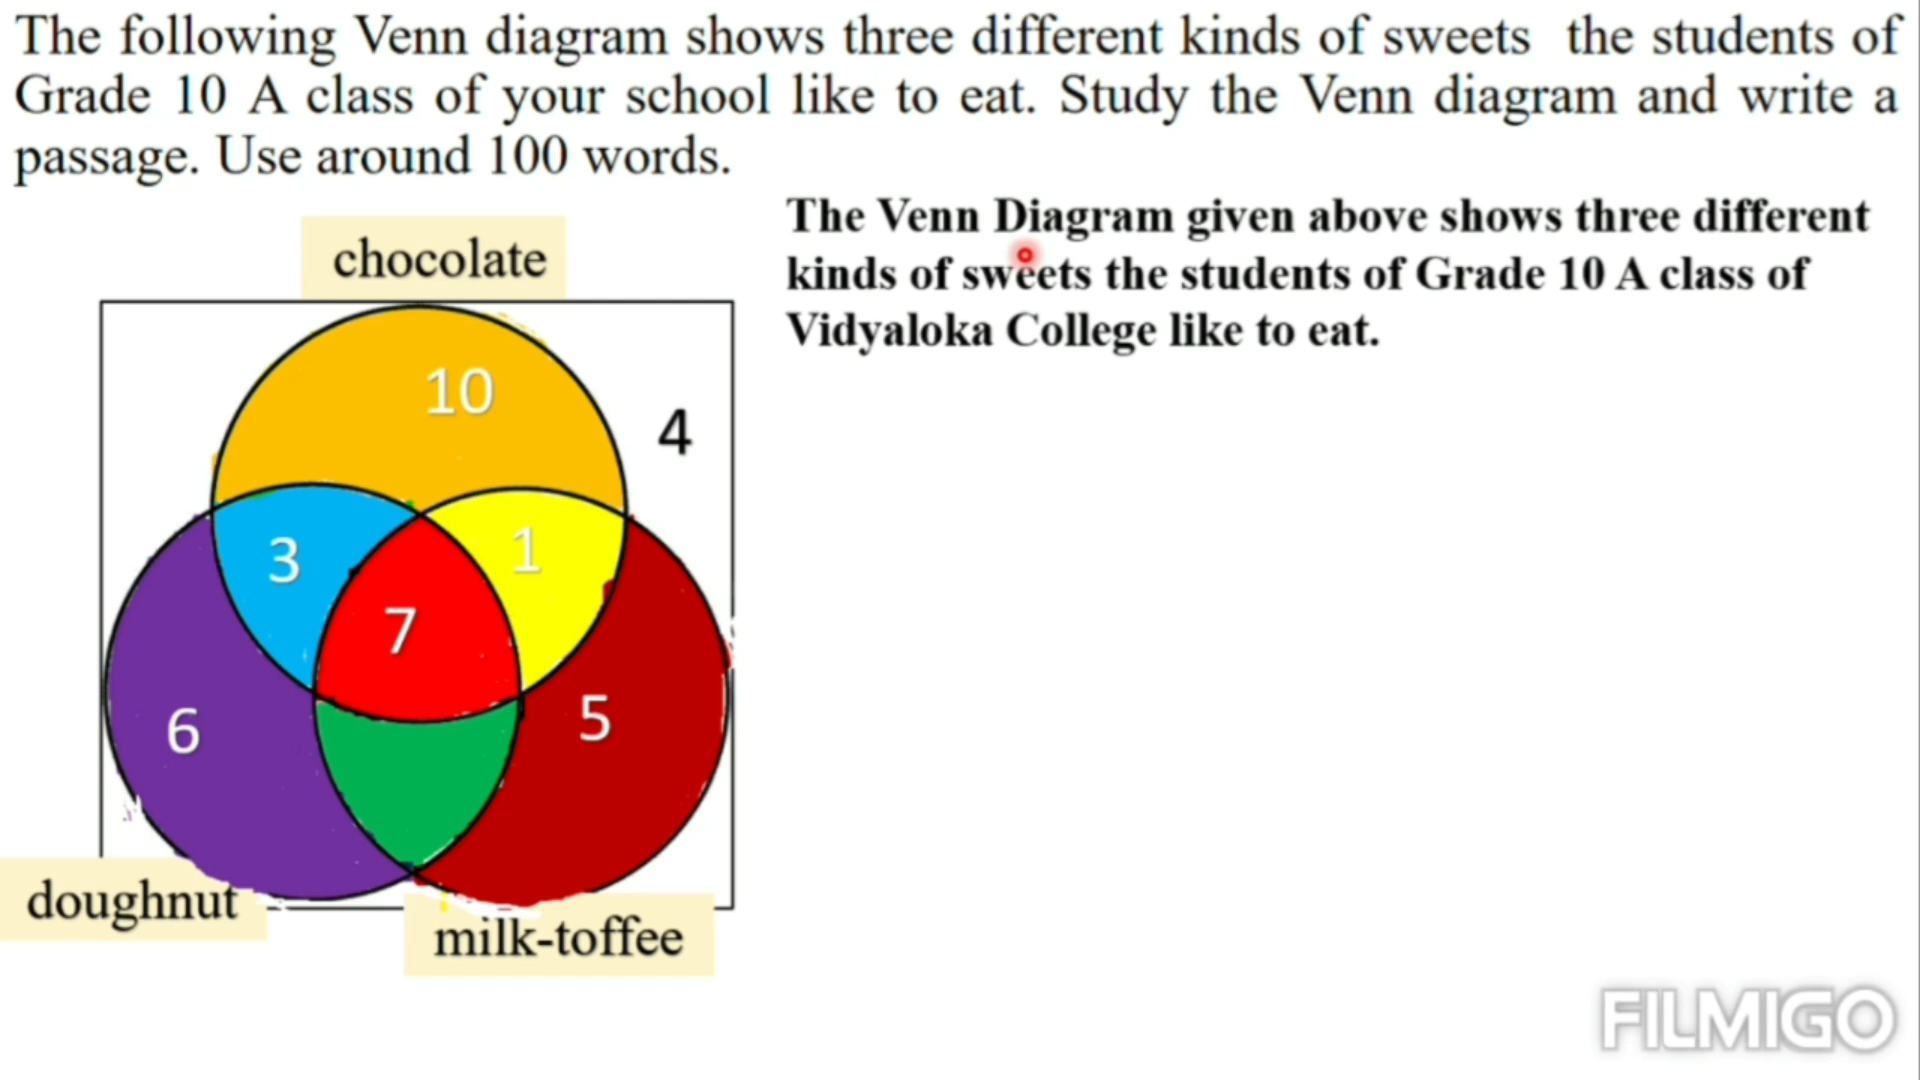 The following Venn diagram shows three different kinds of sweets the students of
Grade 10 A class of your school like to eat. Study the Venn diagram and write a
passage. Use around 100 words.
The Venn Diagram given above shows three different
kinds of sweets the students of Grade 10 A class of
Vidyaloka College like to eat.
chocolate
10
4
3
1
7
6
5
doughnut
milk-toffee
FILMIGO